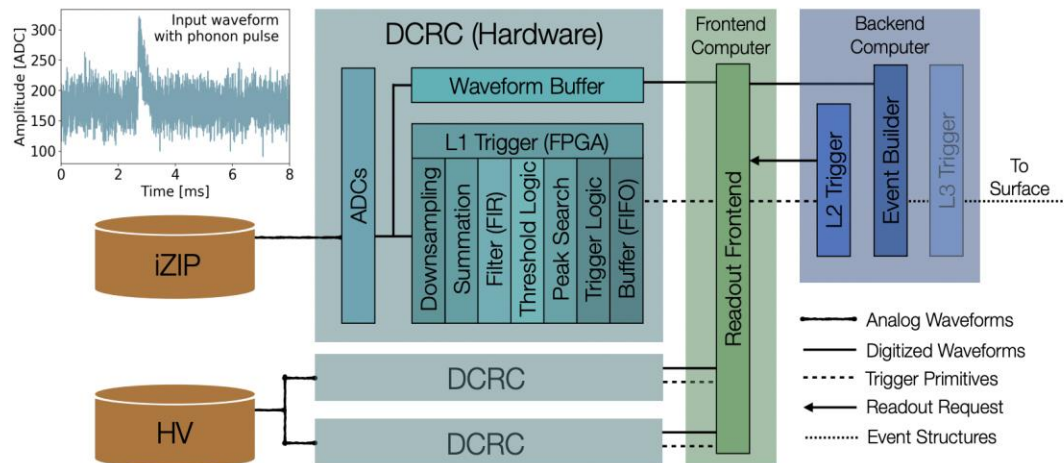 Input waveform
with phonon pulse
Amplitude [ADC]
300
250
200
150
100
0
2
4
6
8
Time [ms]
iZIP
HV
DCRC (Hardware)
ADCs
Waveform Buffer
L1 Trigger (FPGA)
Downsampling
Summation
Filter (FIR)
Threshold Logic
Peak Search
Trigger Logic
Buffer (FIFO)
DCRC
DCRC
Frontend
Computer
Readout Frontend
Backend
Computer
L2 Trigger
Event Builder
L3 Trigger
To
Surface
Analog Waveforms
Digitized Waveforms
Trigger Primitives
Readout Request
Event Structures